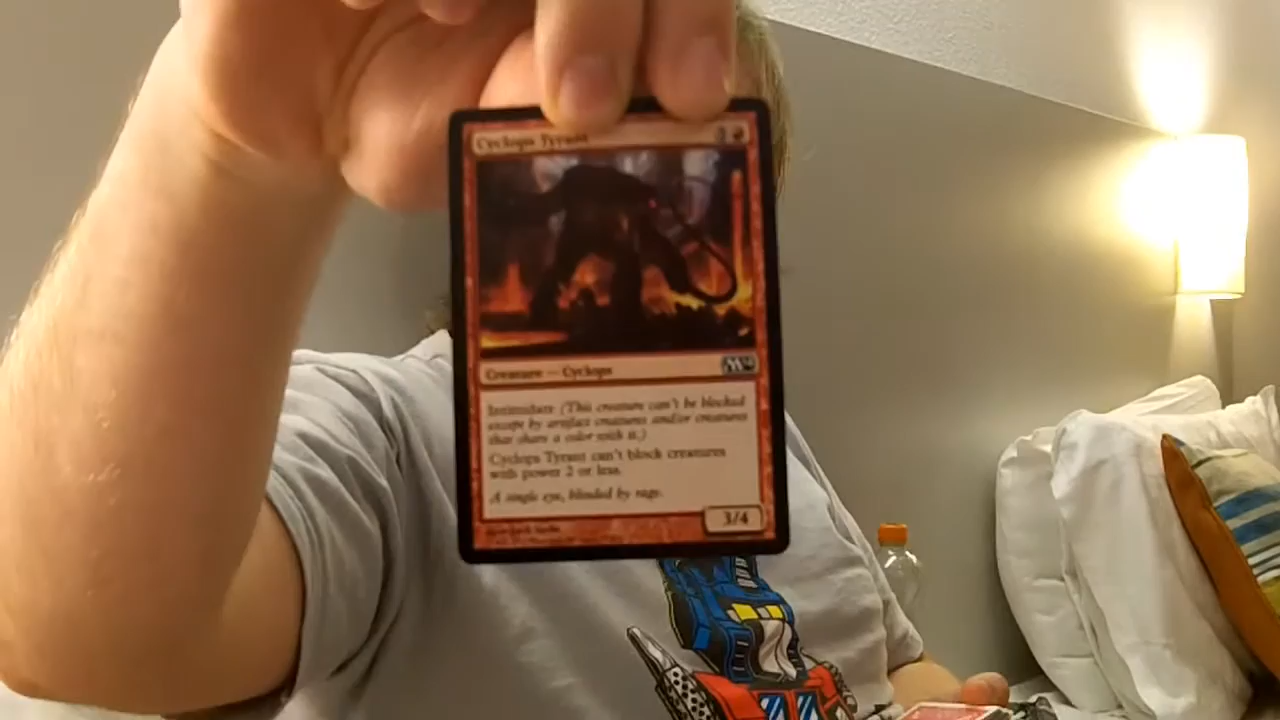 Cyclops Tyrant
Creature — Cyclops
M14
Intimidate (This creature can't be blocked
except by artifact creatures and/or creatures
that share a color with it.)
Cyclops Tyrant can't block creatures
with power 2 or less.
A single eye, blinded by rage.
3/4